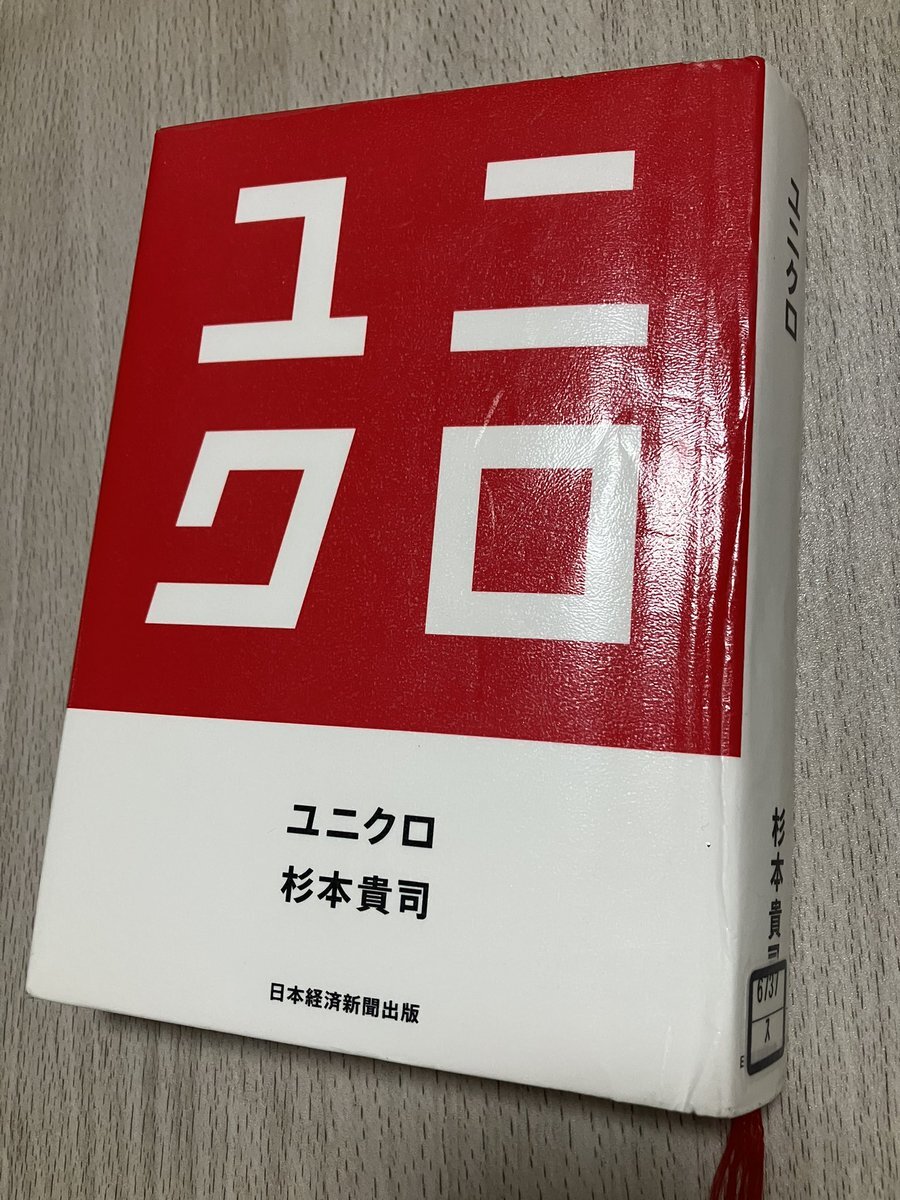 ユニ
クロ
ユニクロ
杉本貴司
日本経済新聞出版
ユニクロ
杉本貴司
6737
ス
E